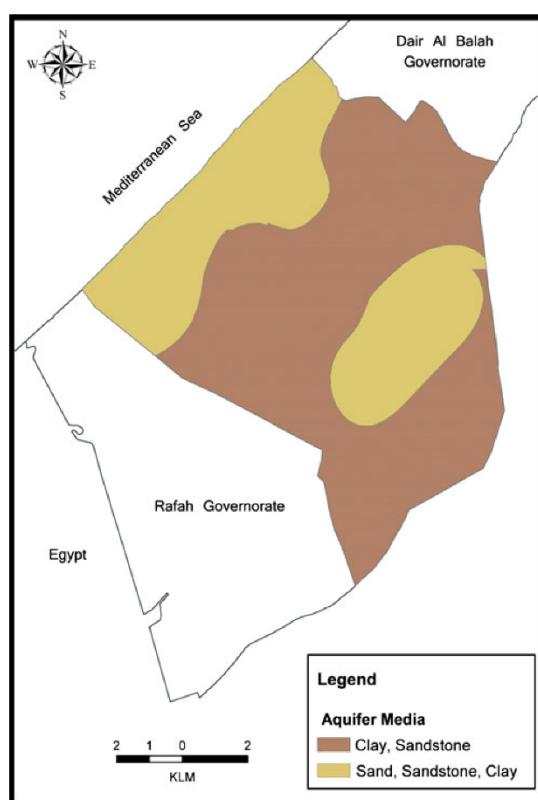 N
W E
S
Dair Al Balah
Governorate
Mediterranean Sea
Rafah Governorate
Egypt
Legend
Aquifer Media
Clay, Sandstone
Sand, Sandstone, Clay
2 1 0 2
KLM